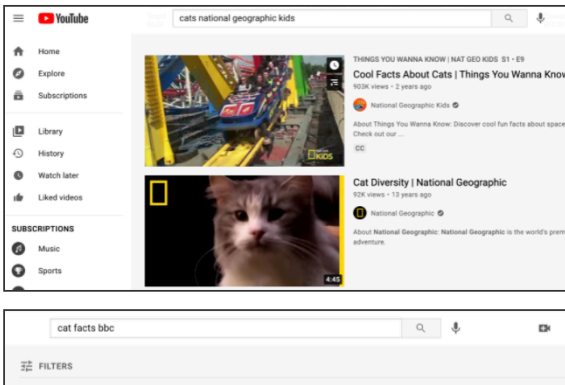 YouTube
cats national geographic kids
Home
Explore
Subscriptions
Library
History
Watch later
Liked videos
SUBSCRIPTIONS
Music
Sports
KIDS
THINGS YOU WANNA KNOW | NAT GEO KIDS S1 • E9
Cool Facts About Cats | Things You Wanna Know
903K views • 2 years ago
National Geographic Kids
About Things You Wanna Know: Discover cool fun facts about space
Check out our ...
CC
4:45
Cat Diversity | National Geographic
92K views • 13 years ago
National Geographic
About National Geographic: National Geographic is the world's prem
adventure.
cat facts bbc
FILTERS